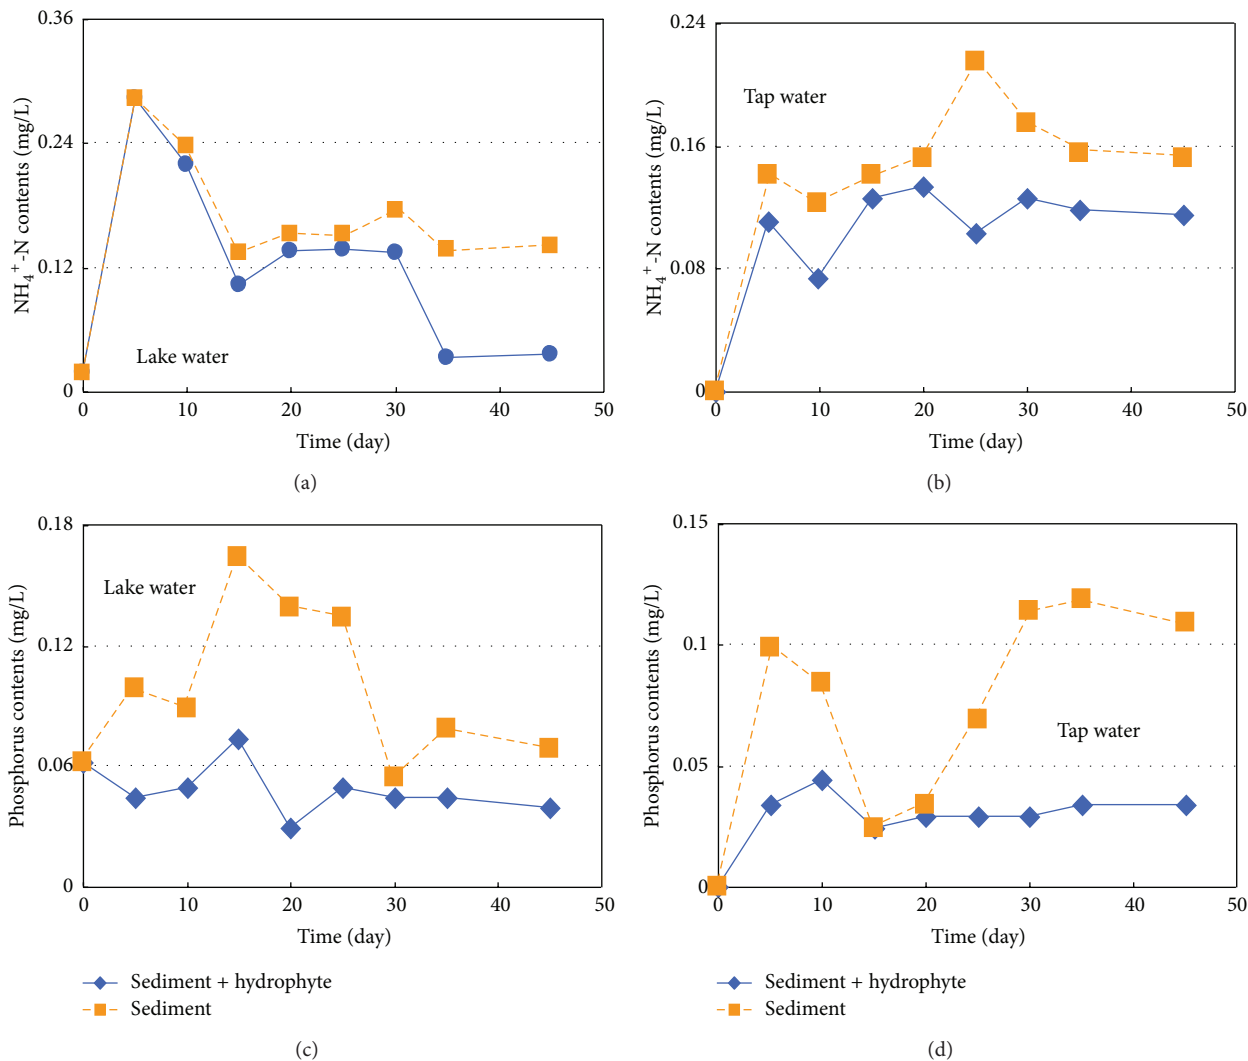 0.36
0.24
0.12
0
NH4+-N contents (mg/L)
Lake water
0 10 20 30 40 50
Time (day)
(a)
0.24
0.16
0.08
0
NH4+-N contents (mg/L)
Tap water
0 10 20 30 40 50
Time (day)
(b)
0.18
0.12
0.06
0
Phosphorus contents (mg/L)
Lake water
0 10 20 30 40 50
Time (day)
Sediment + hydrophyte
Sediment
(c)
0.15
0.1
0.05
0
Phosphorus contents (mg/L)
Tap water
0 10 20 30 40 50
Time (day)
Sediment + hydrophyte
Sediment
(d)